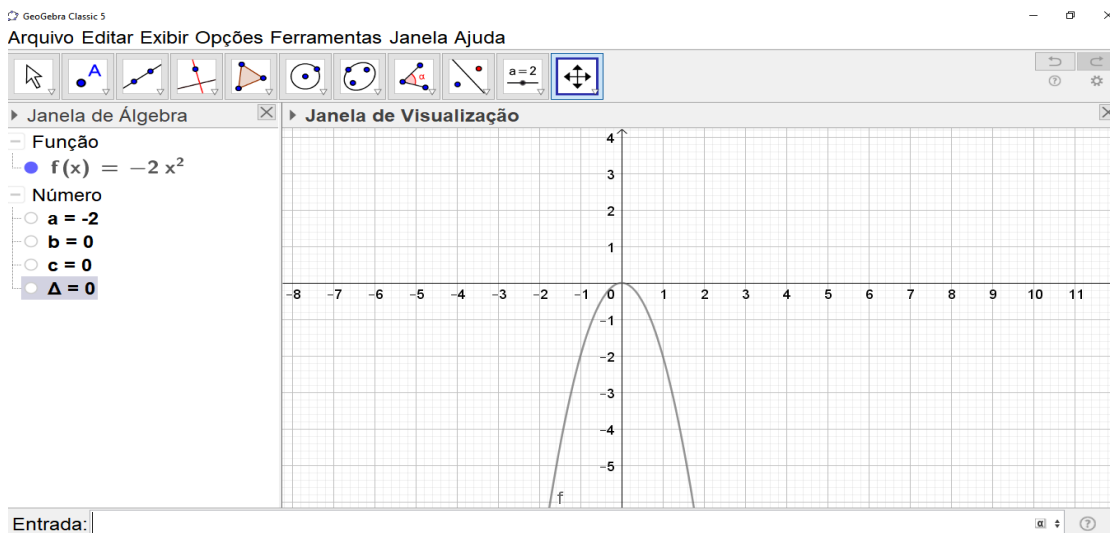 GeoGebra Classic 5
Arquivo Editar Exibir Opções Ferramentas Janela Ajuda
A
α
a = 2
Janela de Álgebra
Janela de Visualização
Função
f(x) = −2 x²
Número
a = -2
b = 0
c = 0
Δ = 0
4
3
2
1
−8 −7 −6 −5 −4 −3 −2 −1 0 1 2 3 4 5 6 7 8 9 10 11
−1
−2
−3
−4
−5
f
Entrada:
α